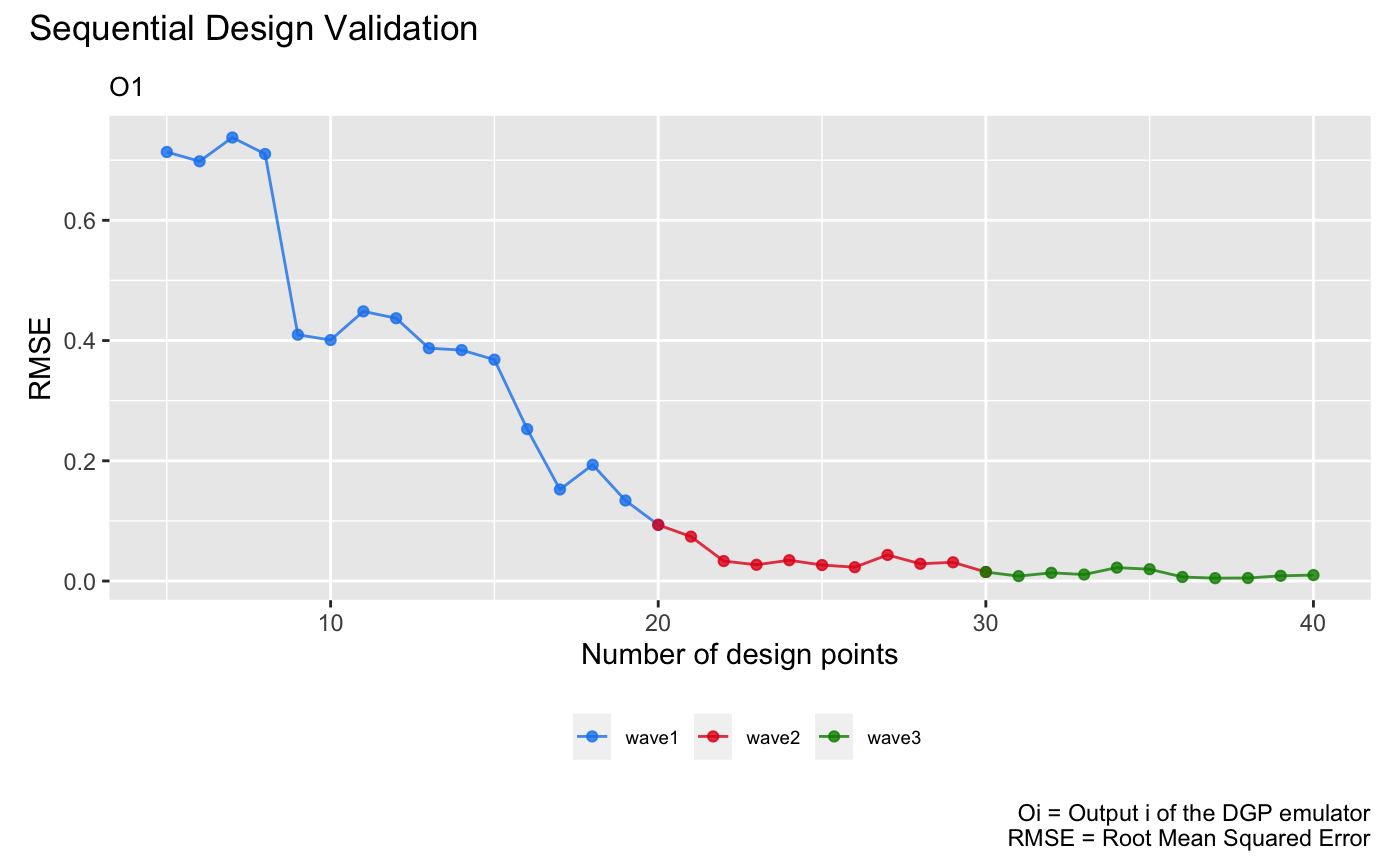 Sequential Design Validation
O1
RMSE
0.6
0.4
0.2
0.0
10 20 30 40
Number of design points
wave1 wave2 wave3
Oi = Output i of the DGP emulator
RMSE = Root Mean Squared Error